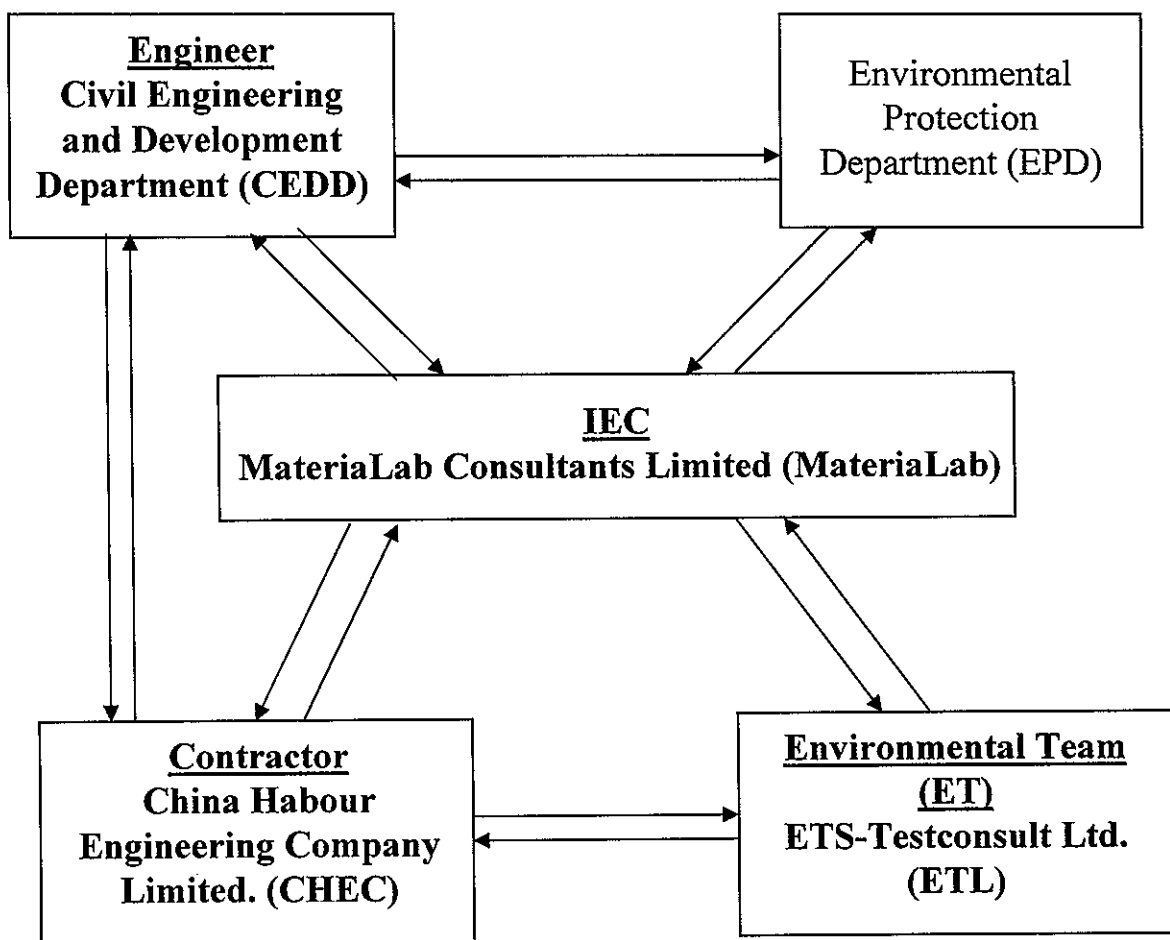 Engineer
Civil Engineering
and Development
Department (CEDD)
Environmental
Protection
Department (EPD)
IEC
MateriaLab Consultants Limited (MateriaLab)
Contractor
China Habour
Engineering Company
Limited. (CHEC)
Environmental Team
(ET)
ETS-Testconsult Ltd.
(ETL)